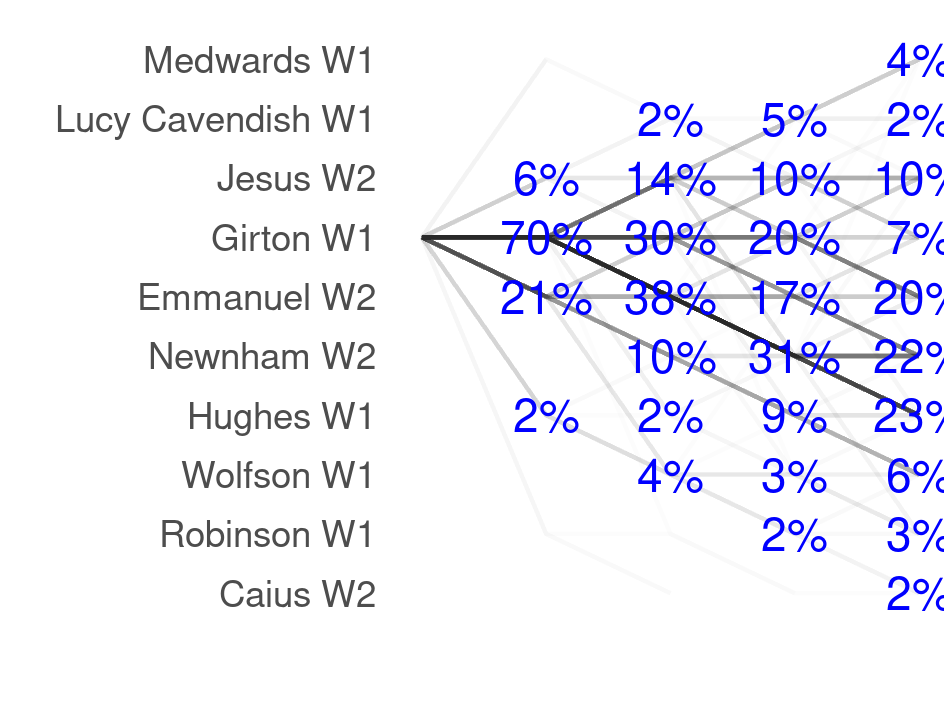 Medwards W1 4%
Lucy Cavendish W1 2% 5% 2%
Jesus W2 6% 14% 10% 10%
Girton W1 70% 30% 20% 7%
Emmanuel W2 21% 38% 17% 20%
Newnham W2 10% 31% 22%
Hughes W1 2% 2% 9% 23%
Wolfson W1 4% 3% 6%
Robinson W1 2% 3%
Caius W2 2%